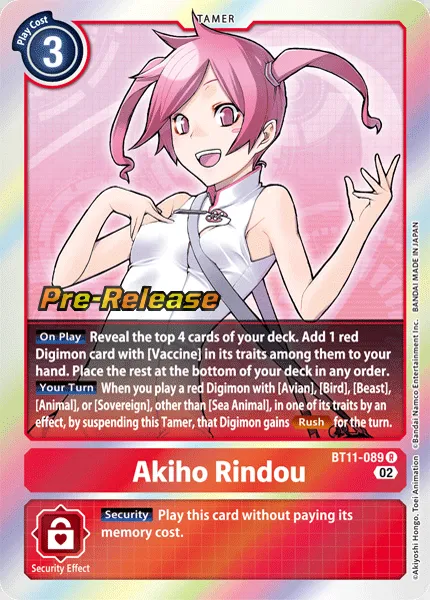 TAMER
Play Cost
3
Pre-Release
On Play Reveal the top 4 cards of your deck. Add 1 red
Digimon card with [Vaccine] in its traits among them to your
hand. Place the rest at the bottom of your deck in any order.
Your Turn When you play a red Digimon with [Avian], [Bird], [Beast],
[Animal], or [Sovereign], other than [Sea Animal], in one of its traits by an
effect, by suspending this Tamer, that Digimon gains Rush for the turn.
BT11-089 R
Akiho Rindou
02
Security Play this card without paying its
memory cost.
Security Effect
©Akiyoshi Hongo, Toei Animation ©Bandai Namco Entertainment Inc. BANDAI MADE IN JAPAN